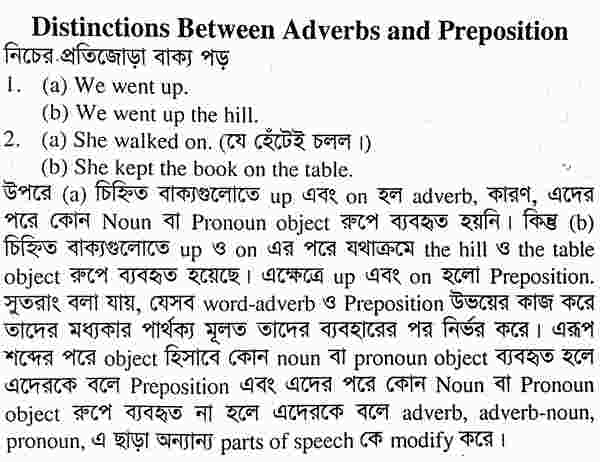 Distinctions Between Adverbs and Preposition
নিচের প্রতিজোড়া বাক্য পড়
1. (a) We went up.
(b) We went up the hill.
2. (a) She walked on. (যে হেঁটেই চলল।)
(b) She kept the book on the table.
উপরে (a) চিহ্নিত বাক্যগুলোতে up এবং on হল adverb, কারণ, এদের
পরে কোন Noun বা Pronoun object রুপে ব্যবহৃত হয়নি। কিন্তু (b)
চিহ্নিত বাক্যগুলোতে up ও on এর পরে যথাক্রমে the hill ও the table
object রুপে ব্যবহৃত হয়েছে। এক্ষেত্রে up এবং on হলো Preposition.
সুতরাং বলা যায়, যেসব word-adverb ও Preposition উভয়ের কাজ করে
তাদের মধ্যকার পার্থক্য মূলত তাদের ব্যবহারের পর নির্ভর করে। এরূপ
শব্দের পরে object হিসাবে কোন noun বা pronoun object ব্যবহৃত হলে
এদেরকে বলে Preposition এবং এদের পরে কোন Noun বা Pronoun
object রুপে ব্যবহৃত না হলে এদেরকে বলে adverb, adverb-noun,
pronoun, এ ছাড়া অন্যান্য parts of speech কে modify করে।